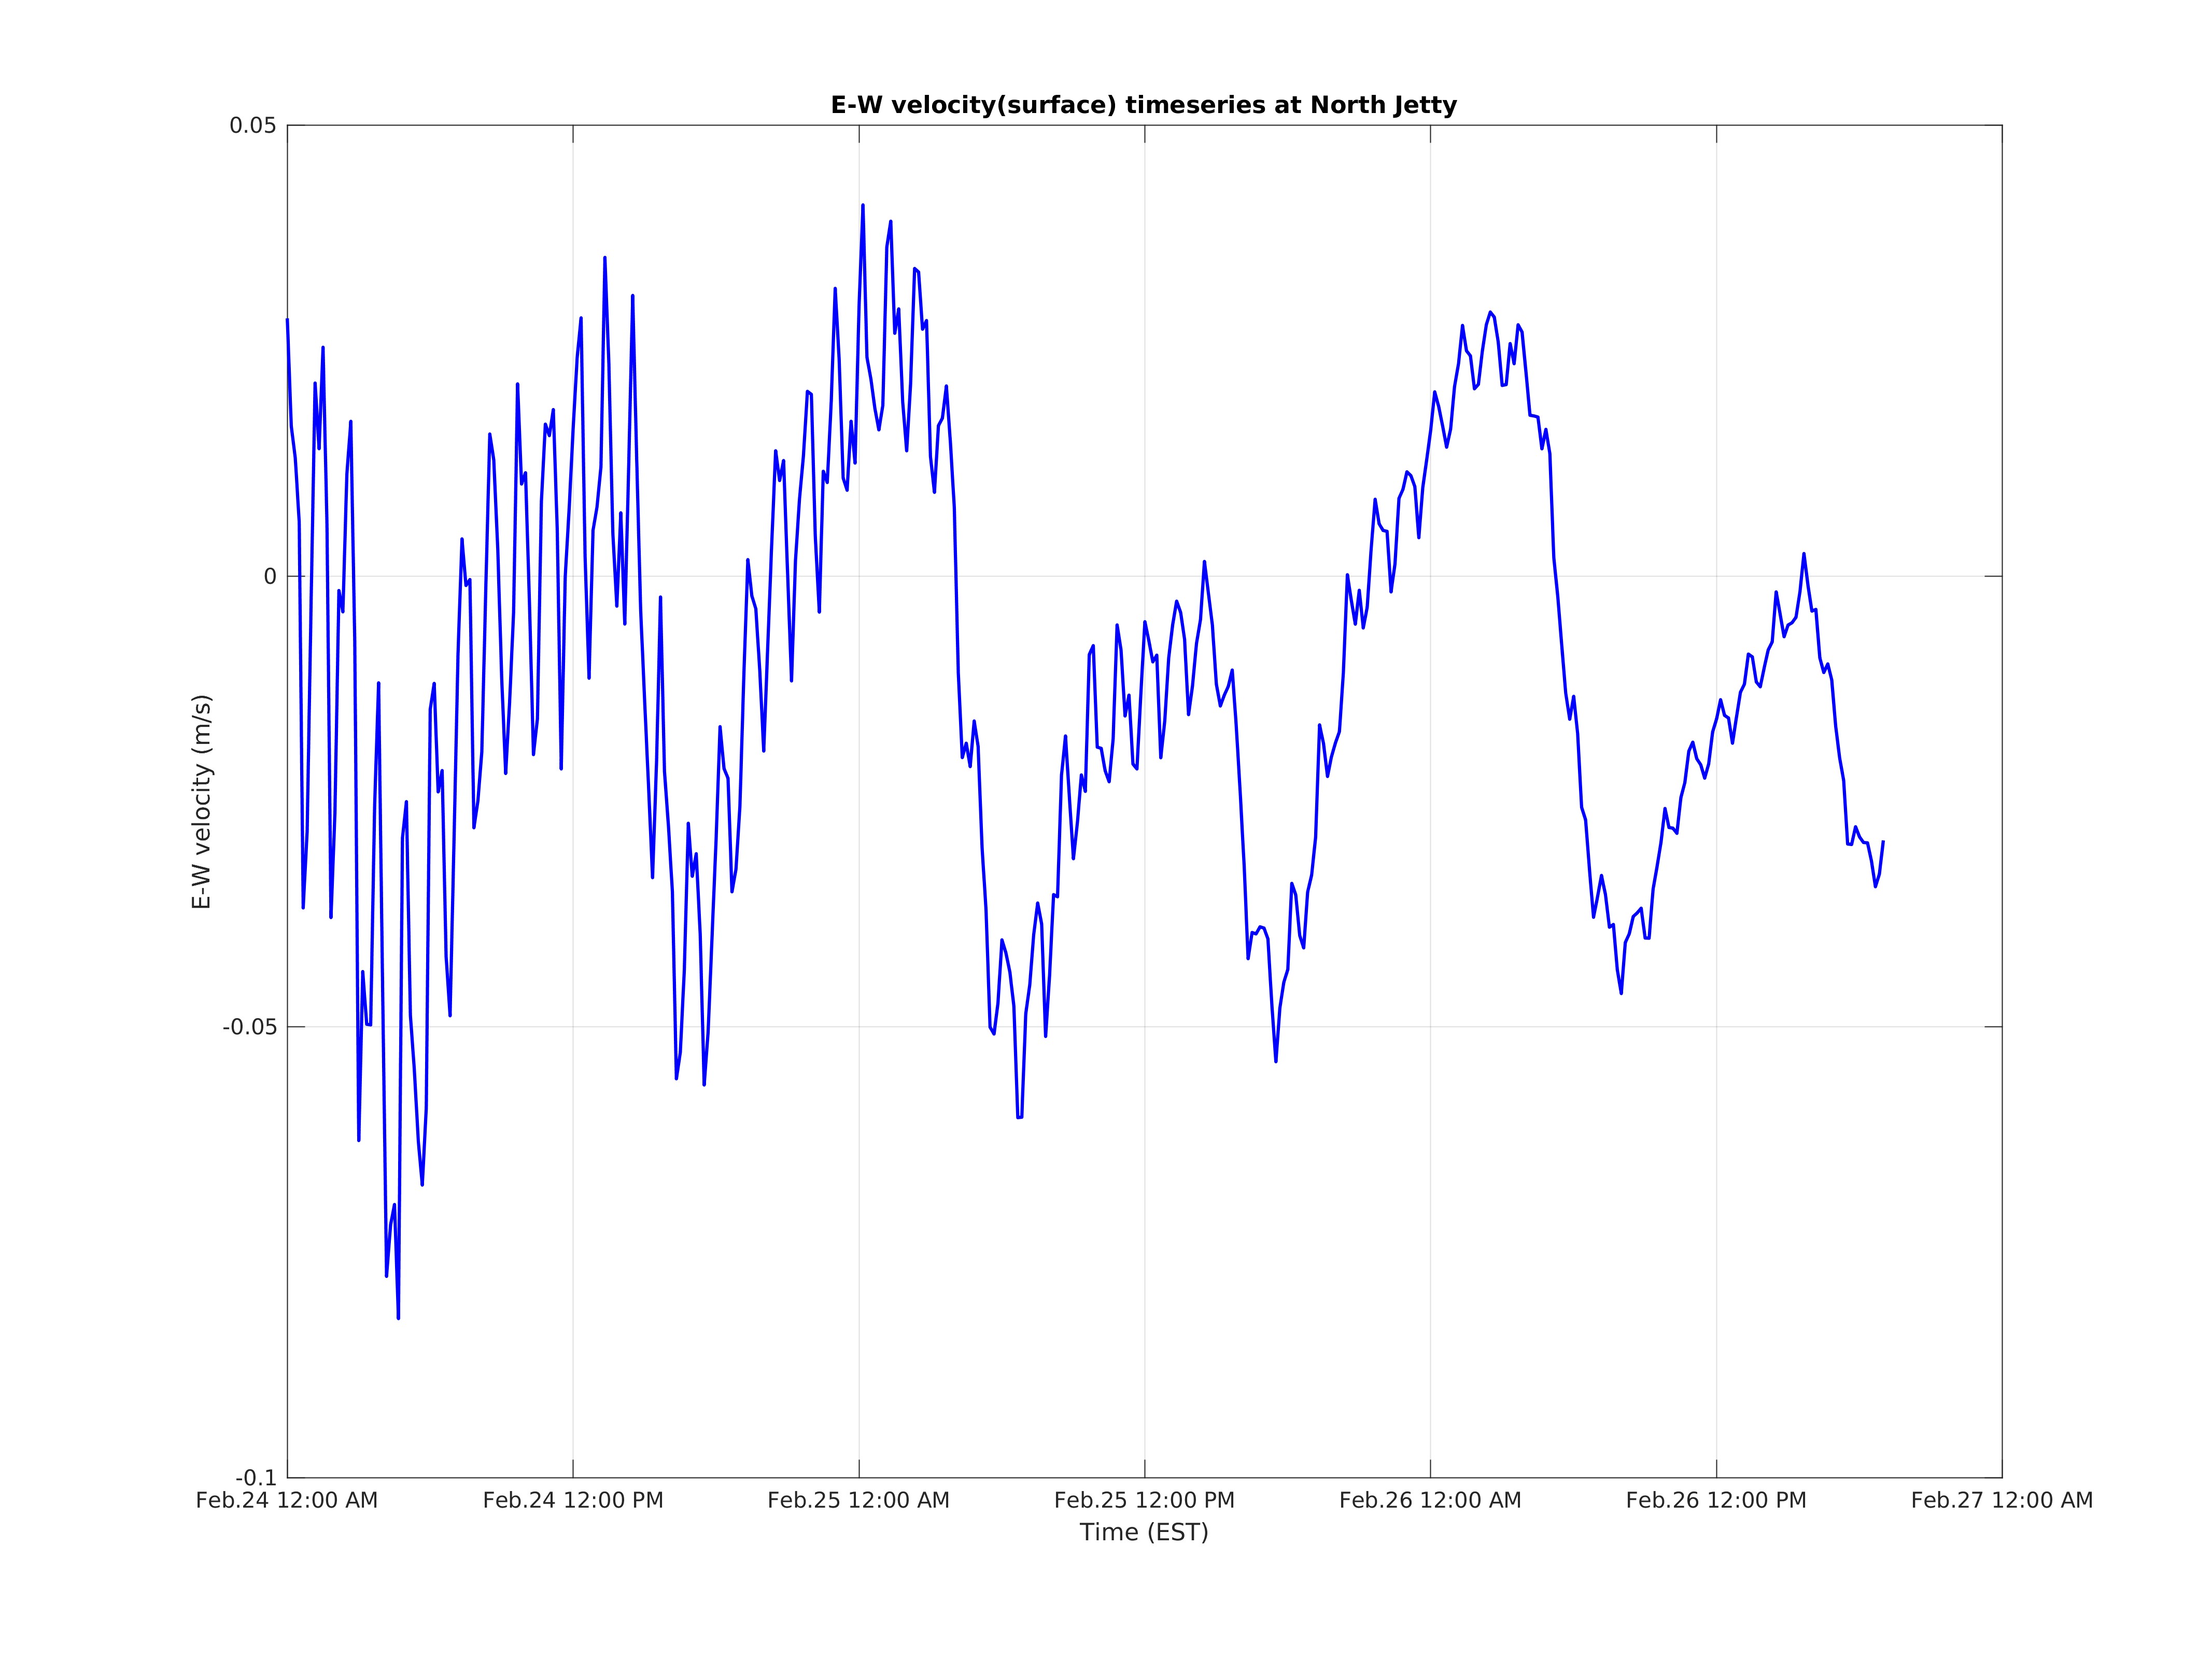 E-W velocity(surface) timeseries at North Jetty
0.05
0
-0.05
-0.1
E-W velocity (m/s)
Feb.24 12:00 AM
Feb.24 12:00 PM
Feb.25 12:00 AM
Feb.25 12:00 PM
Feb.26 12:00 AM
Feb.26 12:00 PM
Feb.27 12:00 AM
Time (EST)